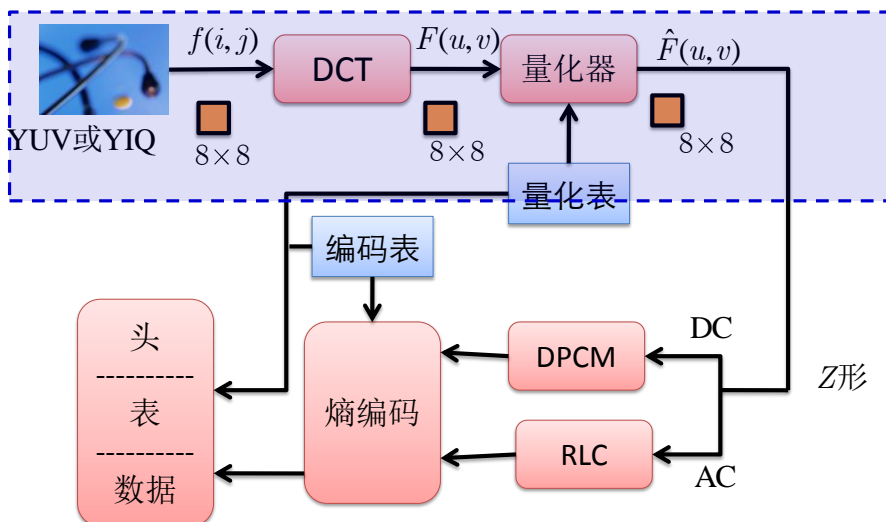 f(i, j)
DCT
F(u, v)
量化器
F̂(u, v)
YUV或YIQ
8×8
8×8
8×8
量化表
编码表
头
----------
表
----------
数据
熵编码
DPCM
DC
Z形
RLC
AC